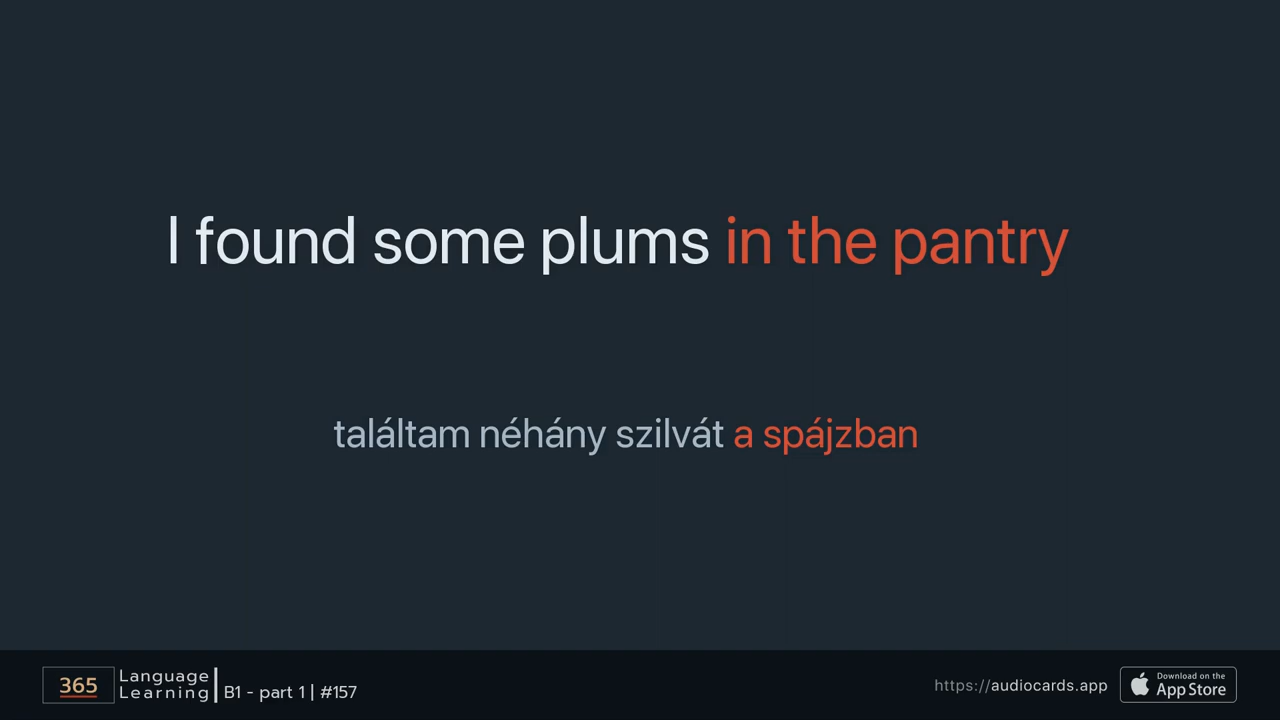 I found some plums in the pantry
találtam néhány szilvát a spájzban
365 Language Learning B1 - part 1 | #157
https://audiocards.app
Download on the App Store